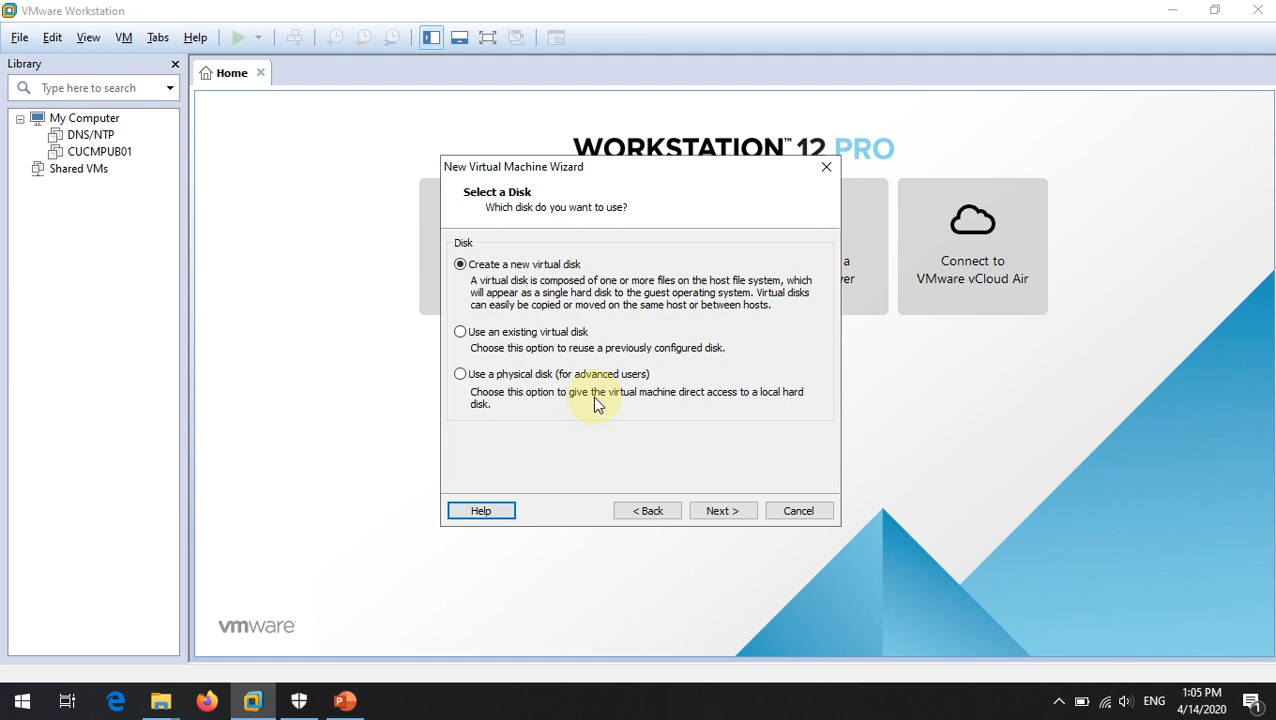 VMware Workstation
File Edit View VM Tabs Help
Library
Type here to search
My Computer
DNS/NTP
CUCMPUB01
Shared VMs
Home
WORKSTATION™ 12 PRO
New Virtual Machine Wizard
Select a Disk
Which disk do you want to use?
Disk
Create a new virtual disk
A virtual disk is composed of one or more files on the host file system, which
will appear as a single hard disk to the guest operating system. Virtual disks
can easily be copied or moved on the same host or between hosts.
Use an existing virtual disk
Choose this option to reuse a previously configured disk.
Use a physical disk (for advanced users)
Choose this option to give the virtual machine direct access to a local hard
disk.
Help
< Back
Next >
Cancel
a
ver
Connect to
VMware vCloud Air
vmware
ENG
1:05 PM
4/14/2020
1